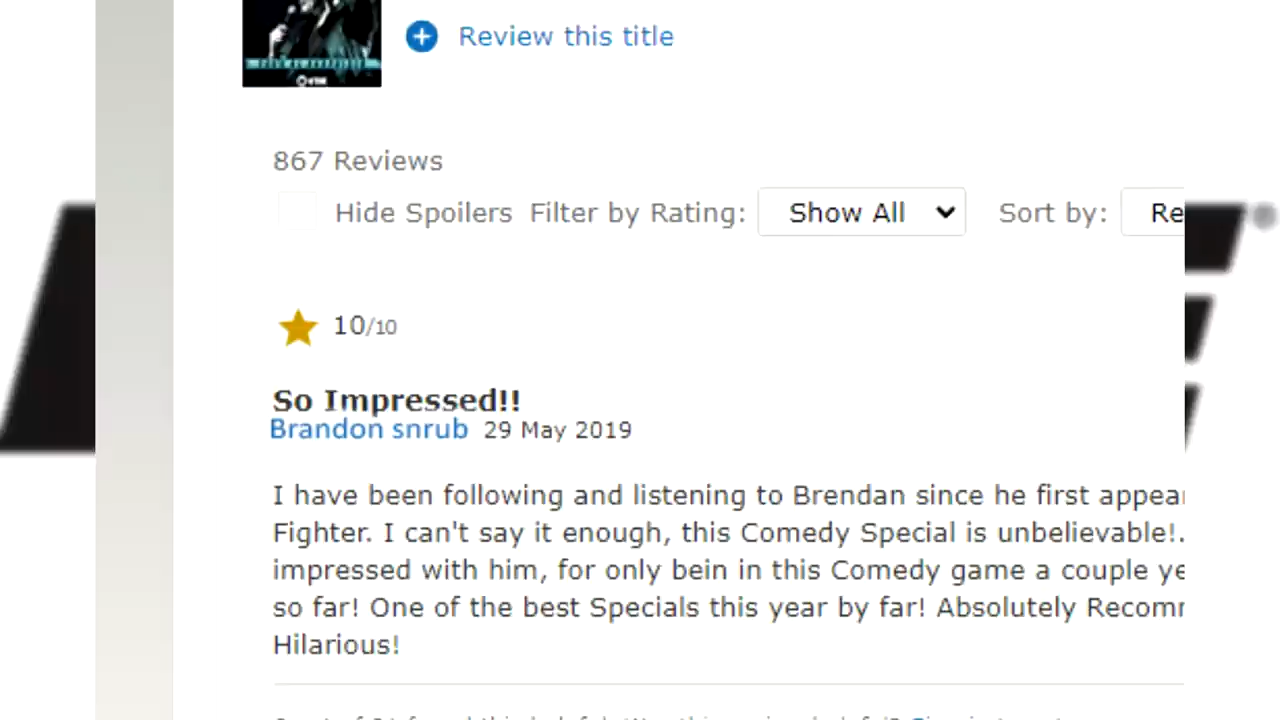 Review this title
867 Reviews
Hide Spoilers Filter by Rating: Show All Sort by: Re
10/10
So Impressed!!
Brandon snrub 29 May 2019
I have been following and listening to Brendan since he first appear
Fighter. I can't say it enough, this Comedy Special is unbelievable!.
impressed with him, for only bein in this Comedy game a couple ye
so far! One of the best Specials this year by far! Absolutely Recomm
Hilarious!